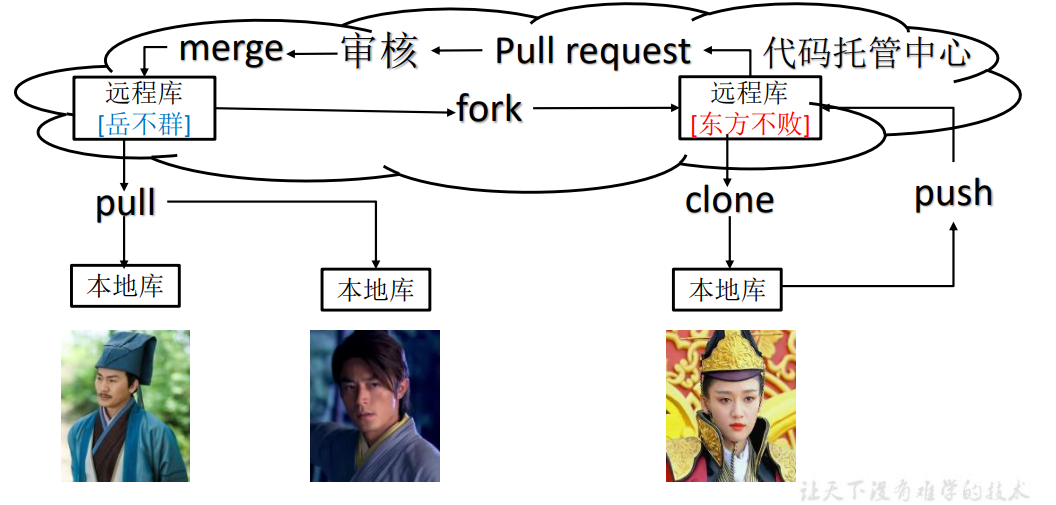 merge
审核
Pull request
代码托管中心
远程库
[岳不群]
fork
远程库
[东方不败]
pull
clone
push
本地库
本地库
本地库
让天下没有难学的技术